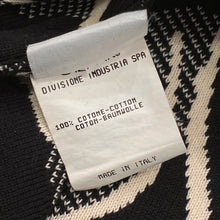 DIVISIONE INDUSTRIA SPA
100% COTONE-COTTON
COTON-BAUMWOLLE
MADE IN ITALY